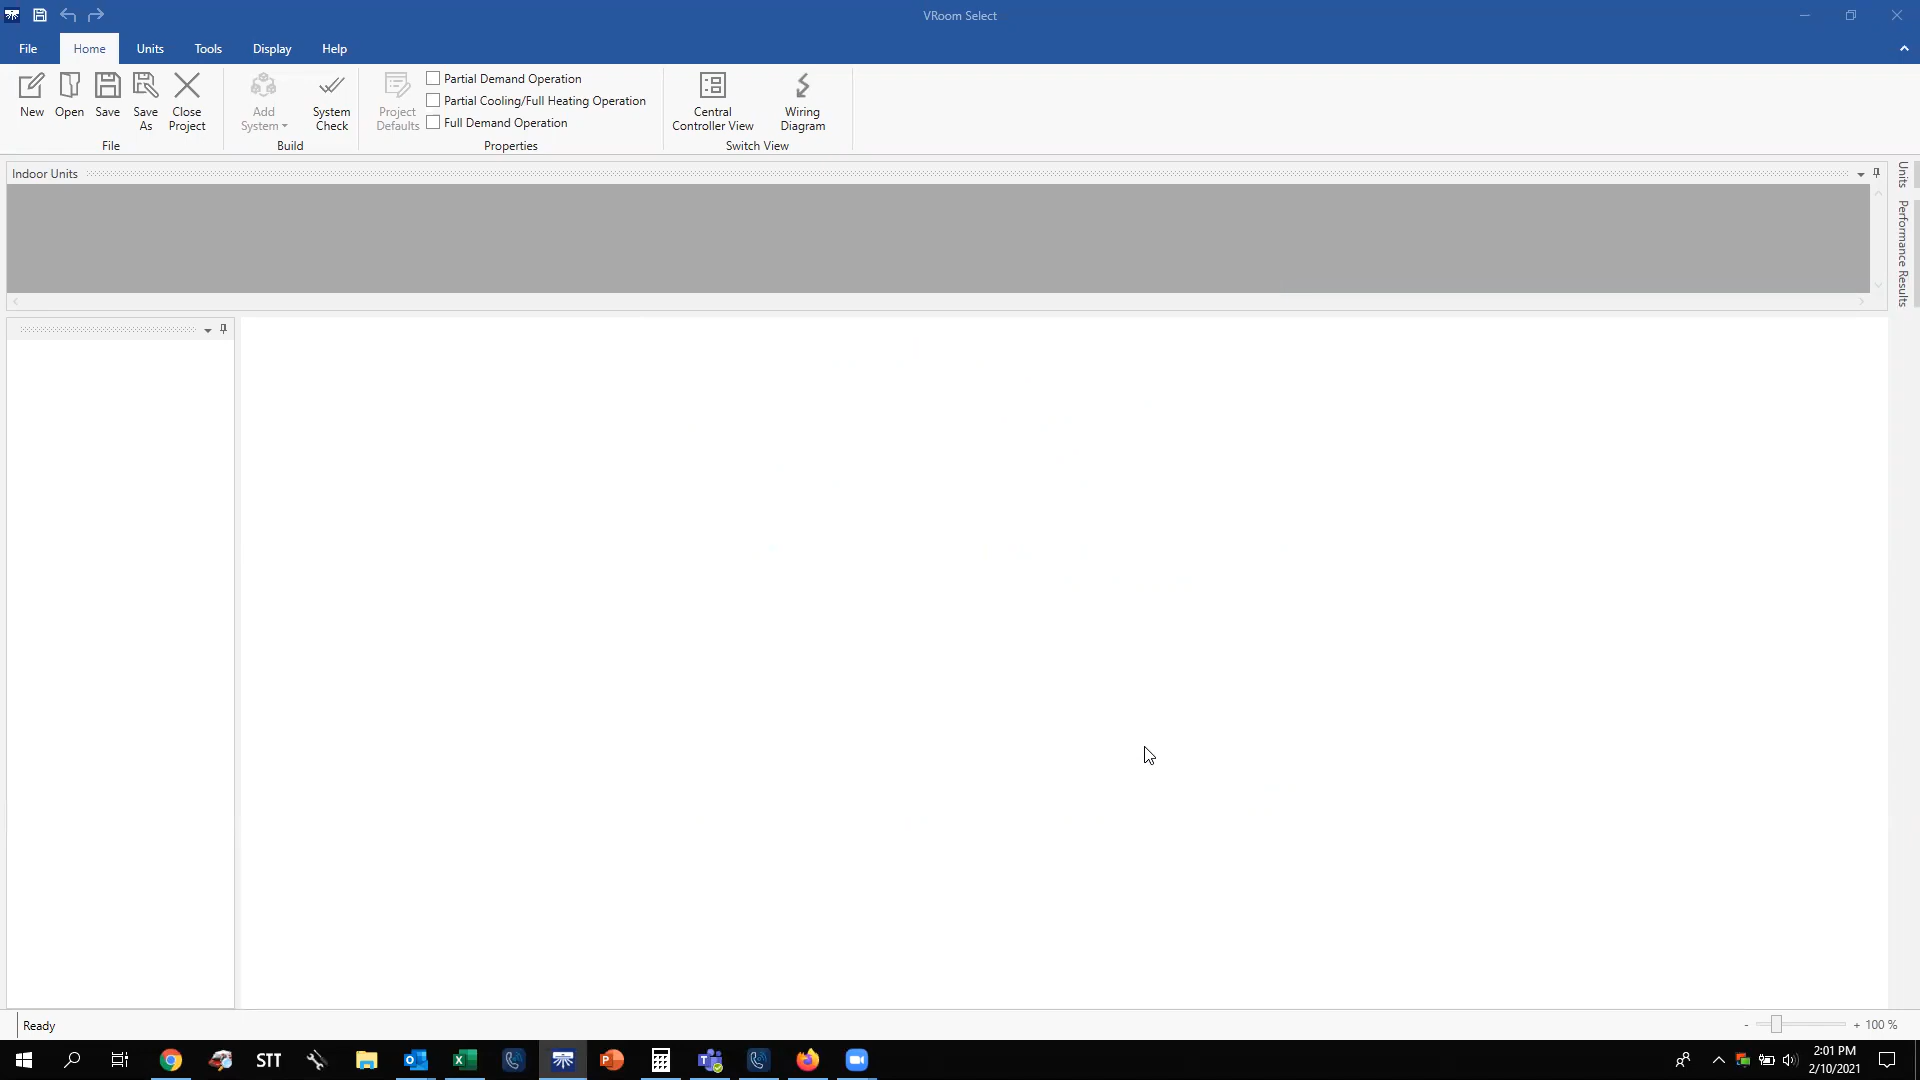 VRoom Select
File
Home
Units
Tools
Display
Help
New
Open
Save
Save
As
Close
Project
File
Add
System
System
Check
Build
Project
Defaults
Partial Demand Operation
Partial Cooling/Full Heating Operation
Full Demand Operation
Properties
Central
Controller View
Wiring
Diagram
Switch View
Indoor Units
Units
Performance Results
Ready
- + 100 %
STT
2:01 PM
2/10/2021